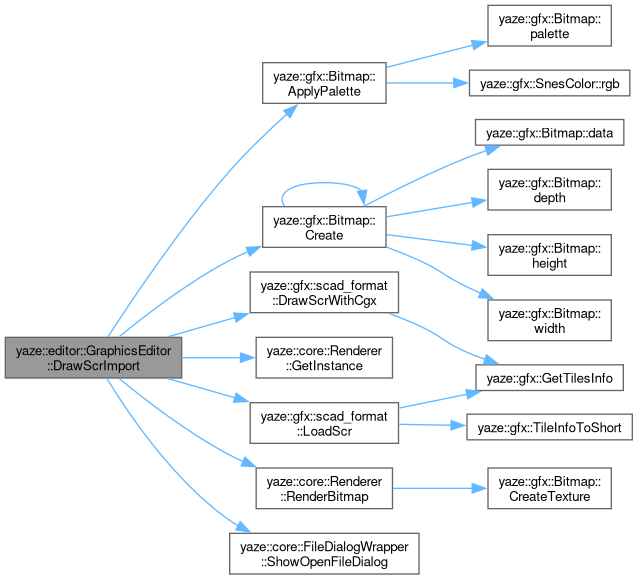 yaze::editor::GraphicsEditor
::DrawScrImport
yaze::gfx::Bitmap::
ApplyPalette
yaze::gfx::Bitmap::
palette
yaze::gfx::SnesColor::rgb
yaze::gfx::Bitmap::
Create
yaze::gfx::Bitmap::data
yaze::gfx::Bitmap::
depth
yaze::gfx::Bitmap::
height
yaze::gfx::Bitmap::
width
yaze::gfx::scad_format
::DrawScrWithCgx
yaze::gfx::GetTilesInfo
yaze::core::Renderer
::GetInstance
yaze::gfx::scad_format
::LoadScr
yaze::gfx::TileInfoToShort
yaze::core::Renderer
::RenderBitmap
yaze::gfx::Bitmap::
CreateTexture
yaze::core::FileDialogWrapper
::ShowOpenFileDialog